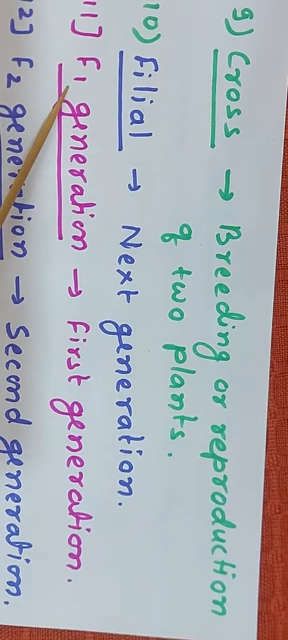 9) Cross → Breeding or reproduction
of two plants.
10) Filial → Next generation.
11] F₁ generation → First generation.
12] F₂ generation → Second generation.